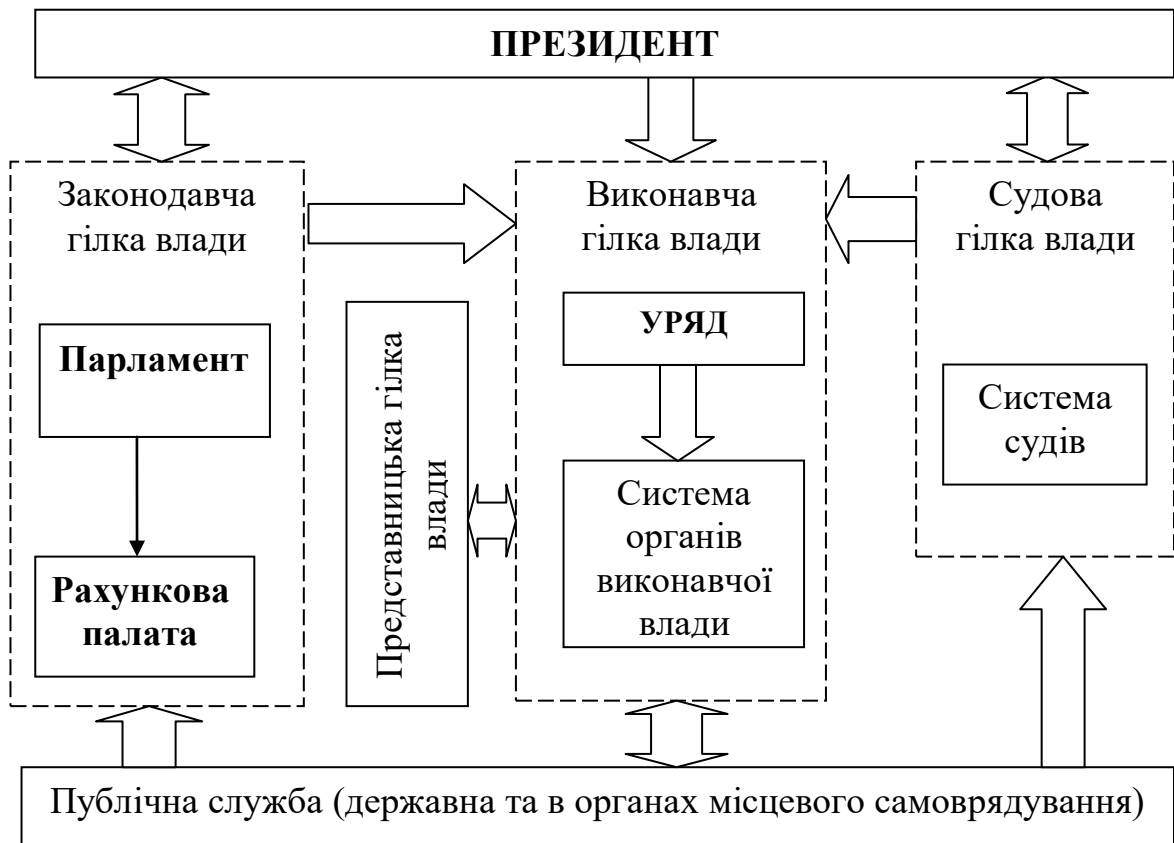 ПРЕЗИДЕНТ
Законодавча
гілка влади
Парламент
Рахункова
палата
Представницька гілка
влади
Виконавча
гілка влади
УРЯД
Система
органів
виконавчої
влади
Судова
гілка влади
Система
судів
Публічна служба (державна та в органах місцевого самоврядування)